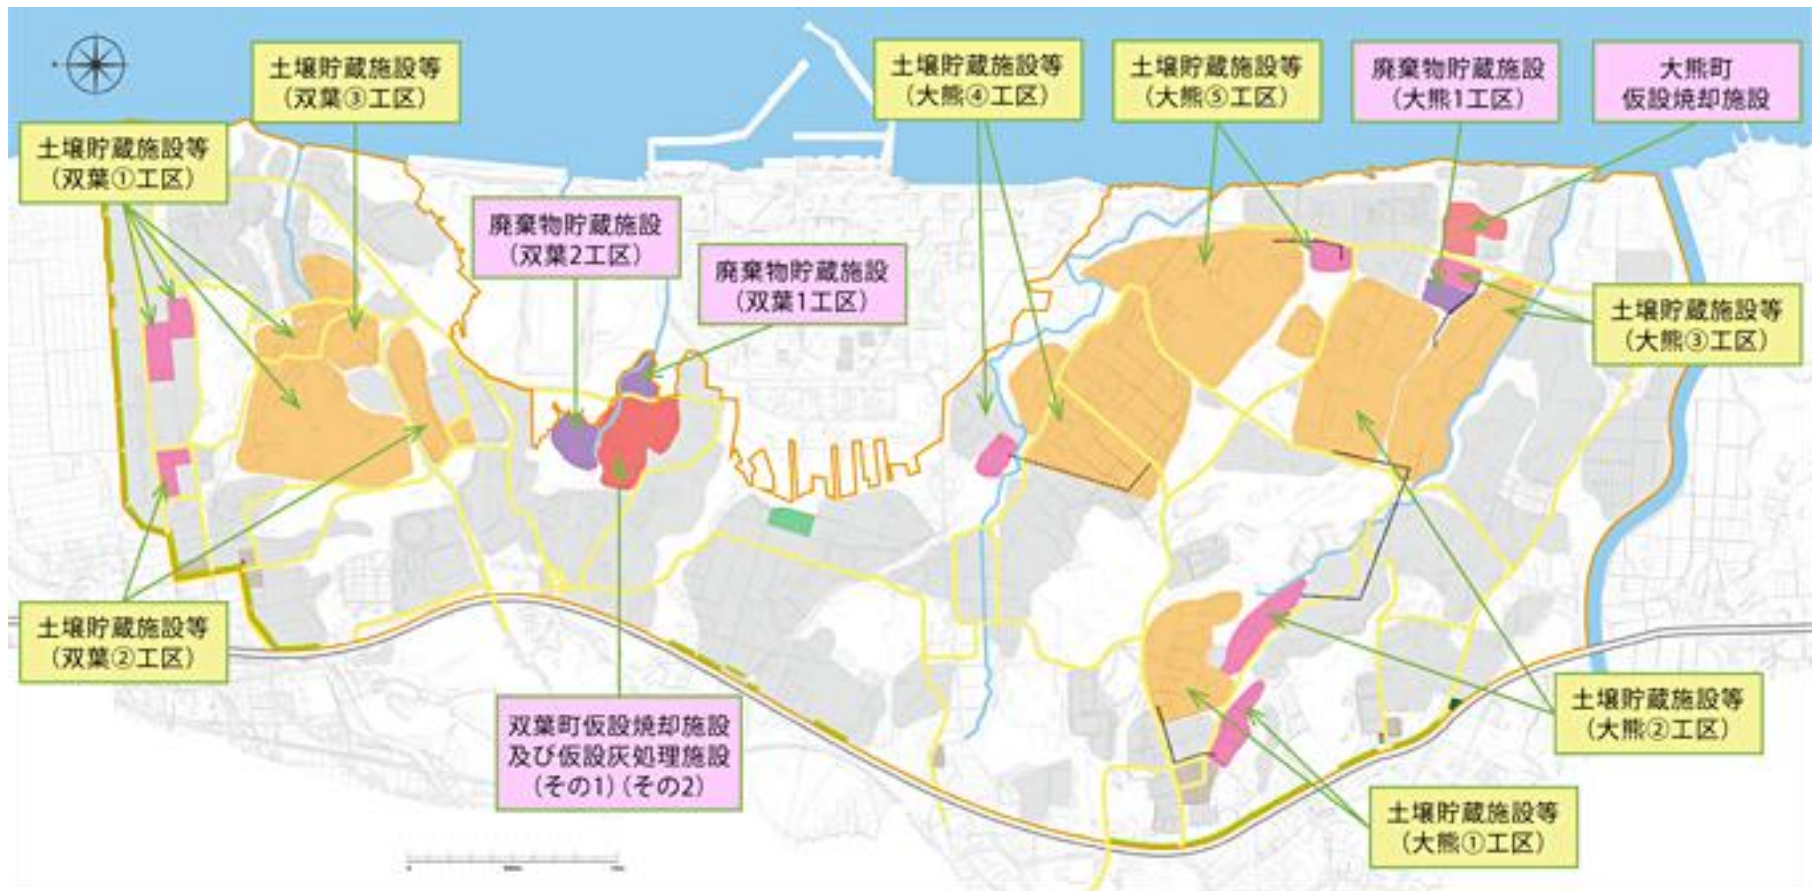 土壌貯蔵施設等
（双葉③工区）
土壌貯蔵施設等
（大熊④工区）
土壌貯蔵施設等
（大熊⑤工区）
廃棄物貯蔵施設
（大熊1工区）
大熊町
仮設焼却施設
土壌貯蔵施設等
（双葉①工区）
廃棄物貯蔵施設
（双葉2工区）
廃棄物貯蔵施設
（双葉1工区）
土壌貯蔵施設等
（大熊③工区）
土壌貯蔵施設等
（双葉②工区）
双葉町仮設焼却施設
及び仮設灰処理施設
（その1）（その2）
土壌貯蔵施設等
（大熊②工区）
土壌貯蔵施設等
（大熊①工区）